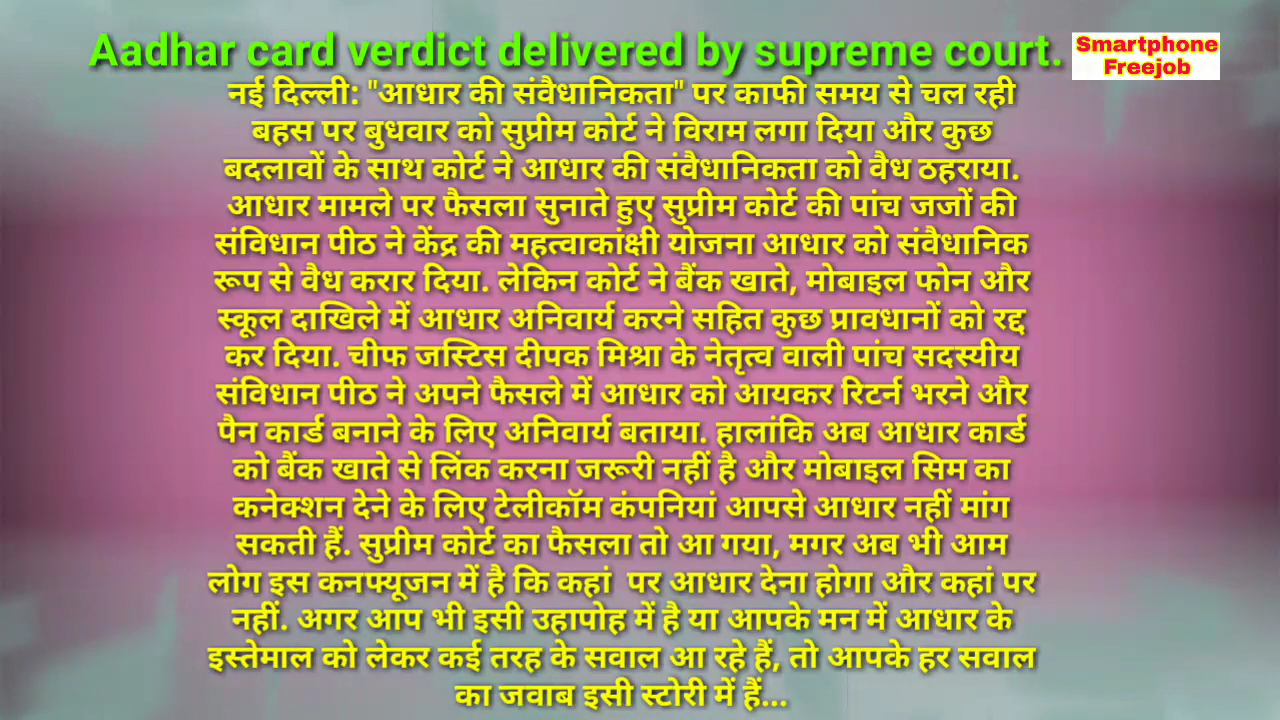 Aadhar card verdict delivered by supreme court.
Smartphone
Freejob
नई दिल्ली: "आधार की संवैधानिकता" पर काफी समय से चल रही
बहस पर बुधवार को सुप्रीम कोर्ट ने विराम लगा दिया और कुछ
बदलावों के साथ कोर्ट ने आधार की संवैधानिकता को वैध ठहराया.
आधार मामले पर फैसला सुनाते हुए सुप्रीम कोर्ट की पांच जजों की
संविधान पीठ ने केंद्र की महत्वाकांक्षी योजना आधार को संवैधानिक
रूप से वैध करार दिया. लेकिन कोर्ट ने बैंक खाते, मोबाइल फोन और
स्कूल दाखिले में आधार अनिवार्य करने सहित कुछ प्रावधानों को रद्द
कर दिया. चीफ जस्टिस दीपक मिश्रा के नेतृत्व वाली पांच सदस्यीय
संविधान पीठ ने अपने फैसले में आधार को आयकर रिटर्न भरने और
पैन कार्ड बनाने के लिए अनिवार्य बताया. हालांकि अब आधार कार्ड
को बैंक खाते से लिंक करना जरूरी नहीं है और मोबाइल सिम का
कनेक्शन देने के लिए टेलीकॉम कंपनियां आपसे आधार नहीं मांग
सकती हैं. सुप्रीम कोर्ट का फैसला तो आ गया, मगर अब भी आम
लोग इस कनफ्यूजन में है कि कहां  पर आधार देना होगा और कहां पर
नहीं. अगर आप भी इसी उहापोह में है या आपके मन में आधार के
इस्तेमाल को लेकर कई तरह के सवाल आ रहे हैं, तो आपके हर सवाल
का जवाब इसी स्टोरी में हैं...